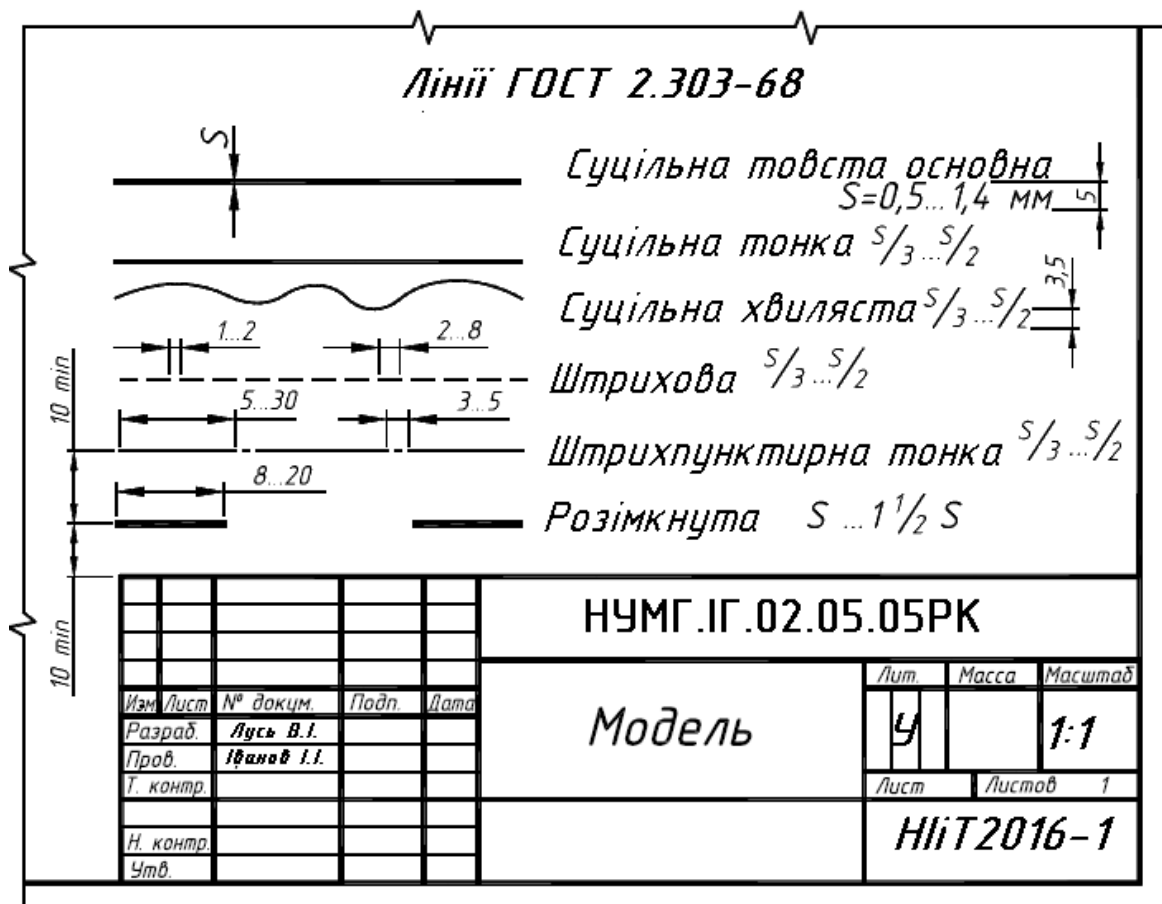 Лінії ГОСТ 2.303-68
S
Суцільна товста основна
S=0,5...1,4 мм
5
Суцільна тонка S/3...S/2
3,5
Суцільна хвиляста S/3...S/2
1...2
2...8
Штрихова S/3...S/2
10 min
5...30
3...5
Штрихпунктирна тонка S/3...S/2
8...20
Розімкнута S ...1 1/2 S
10 min
НУМГ.ІГ.02.05.05РК
Лит. Масса Масштаб
Изм Лист № докум. Подп. Дата
Модель
У
1:1
Разраб. Лусь В.І.
Пров. Іванов І.І.
Т. контр.
Лист Листов 1
НІіТ2016-1
Н. контр.
Утв.